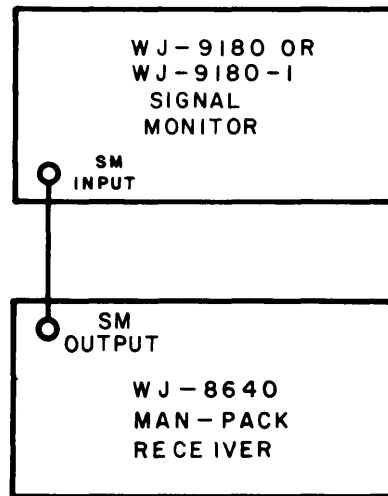 WJ-9180 OR
WJ-9180-1
SIGNAL
MONITOR
SM
INPUT
SM
OUTPUT
WJ-8640
MAN-PACK
RECEIVER